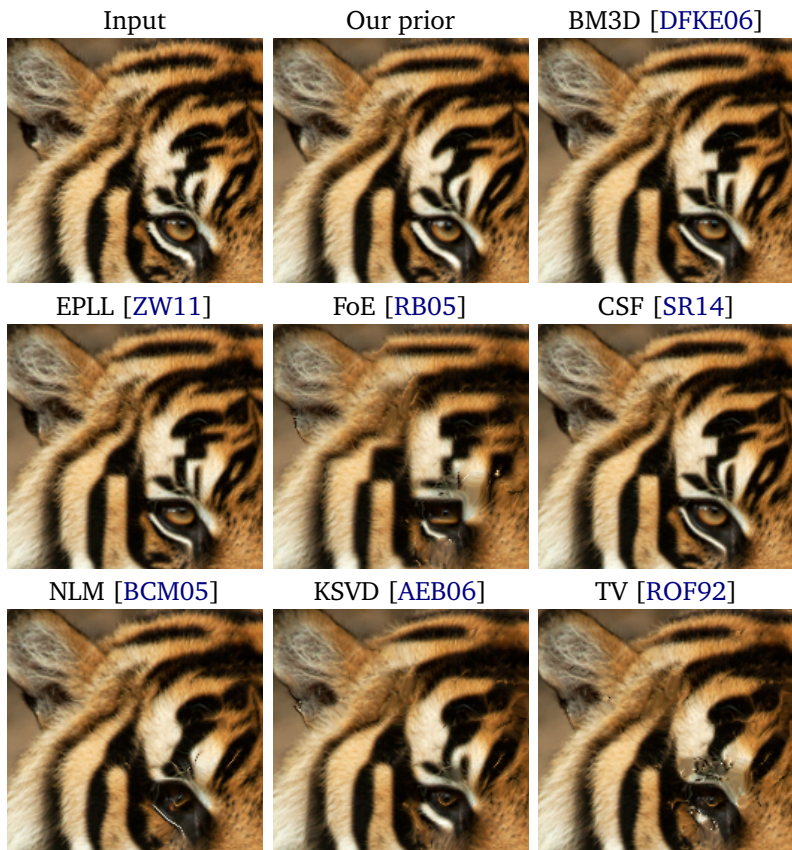 Input Our prior BM3D [DFKE06]
EPLL [ZW11] FoE [RB05] CSF [SR14]
NLM [BCM05] KSVD [AEB06] TV [ROF92]